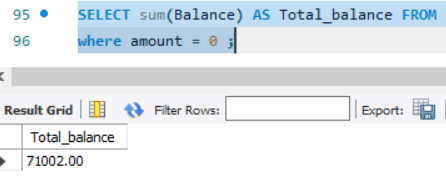 95 SELECT sum(Balance) AS Total_balance FROM
96 where amount = 0 ;
Result Grid Filter Rows: Export:
Total_balance
71002.00